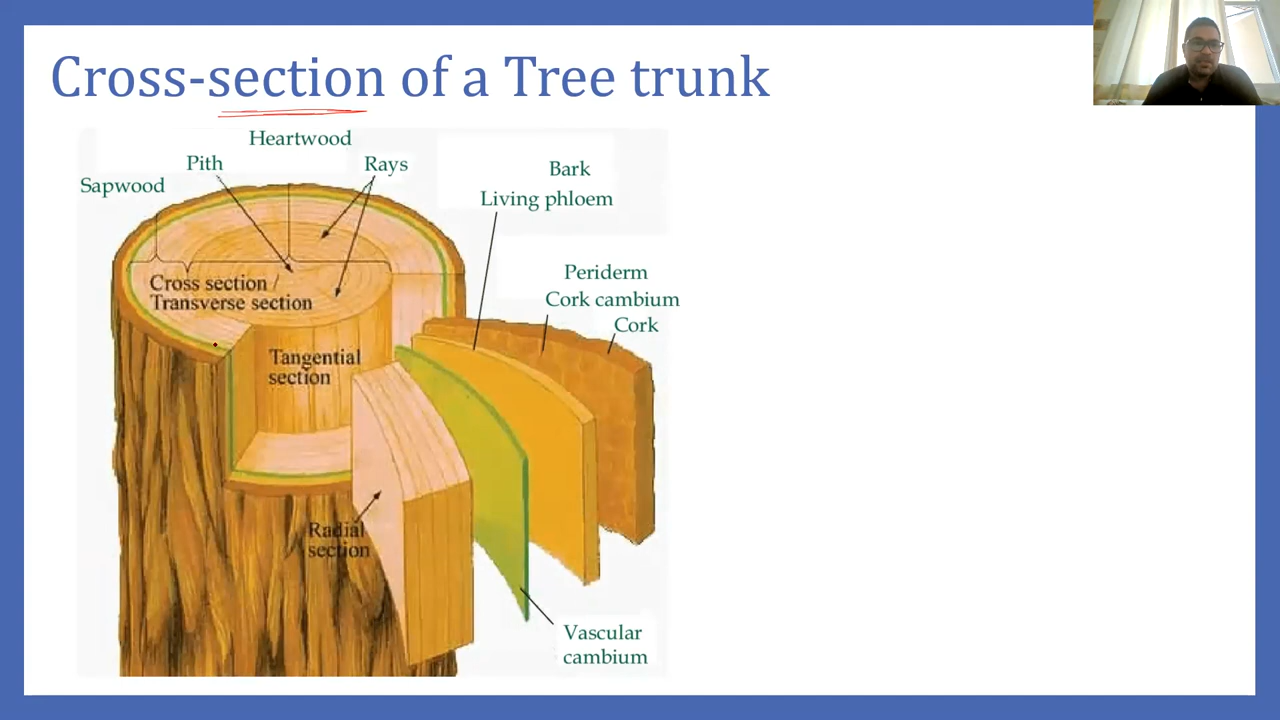 Cross-section of a Tree trunk
Heartwood
Pith
Rays
Sapwood
Bark
Living phloem
Periderm
Cork cambium
Cork
Cross section /
Transverse section
Tangential
section
Radial
section
Vascular
cambium